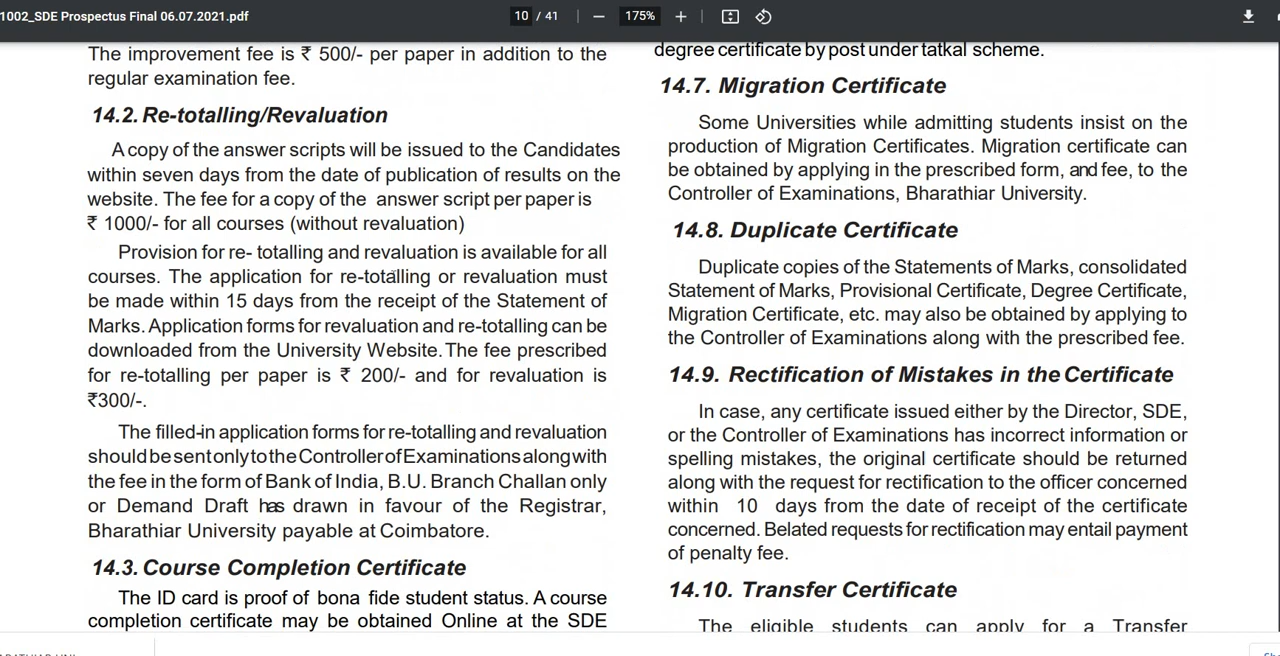 1002_SDE Prospectus Final 06.07.2021.pdf
10 / 41
175%
The improvement fee is ₹ 500/- per paper in addition to the
regular examination fee.
14.2. Re-totalling/Revaluation
A copy of the answer scripts will be issued to the Candidates
within seven days from the date of publication of results on the
website. The fee for a copy of the answer script per paper is
₹ 1000/- for all courses (without revaluation)
Provision for re- totalling and revaluation is available for all
courses. The application for re-totalling or revaluation must
be made within 15 days from the receipt of the Statement of
Marks. Application forms for revaluation and re-totalling can be
downloaded from the University Website. The fee prescribed
for re-totalling per paper is ₹ 200/- and for revaluation is
₹300/-.
The filled-in application forms for re-totalling and revaluation
should be sent only to the Controller of Examinations along with
the fee in the form of Bank of India, B.U. Branch Challan only
or Demand Draft has drawn in favour of the Registrar,
Bharathiar University payable at Coimbatore.
14.3. Course Completion Certificate
The ID card is proof of bona fide student status. A course
completion certificate may be obtained Online at the SDE
degree certificate by post under tatkal scheme.
14.7. Migration Certificate
Some Universities while admitting students insist on the
production of Migration Certificates. Migration certificate can
be obtained by applying in the prescribed form, and fee, to the
Controller of Examinations, Bharathiar University.
14.8. Duplicate Certificate
Duplicate copies of the Statements of Marks, consolidated
Statement of Marks, Provisional Certificate, Degree Certificate,
Migration Certificate, etc. may also be obtained by applying to
the Controller of Examinations along with the prescribed fee.
14.9. Rectification of Mistakes in the Certificate
In case, any certificate issued either by the Director, SDE,
or the Controller of Examinations has incorrect information or
spelling mistakes, the original certificate should be returned
along with the request for rectification to the officer concerned
within 10 days from the date of receipt of the certificate
concerned. Belated requests for rectification may entail payment
of penalty fee.
14.10. Transfer Certificate
The eligible students can apply for a Transfer